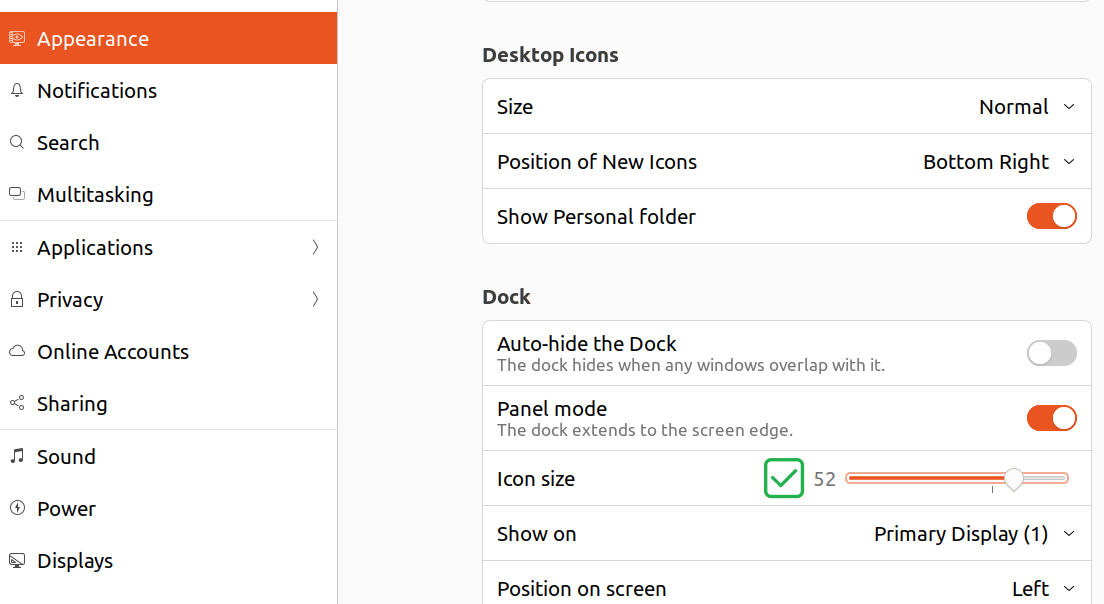 Appearance
Notifications
Search
Multitasking
Applications
Privacy
Online Accounts
Sharing
Sound
Power
Displays
Desktop Icons
Size Normal
Position of New Icons Bottom Right
Show Personal folder
Dock
Auto-hide the Dock
The dock hides when any windows overlap with it.
Panel mode
The dock extends to the screen edge.
Icon size 52
Show on Primary Display (1)
Position on screen Left